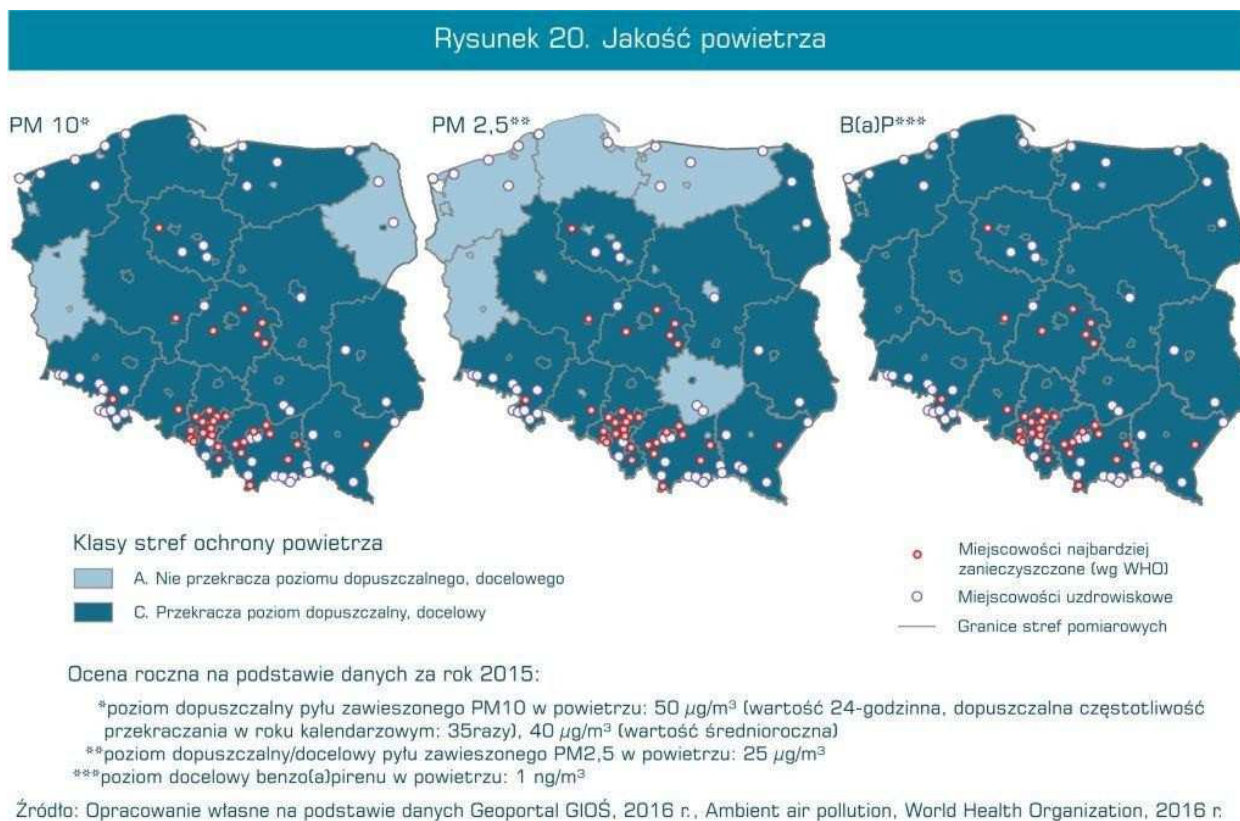 Rysunek 20. Jakość powietrza
PM 10*
PM 2,5**
B(a)P***
Klasy stref ochrony powietrza
A. Nie przekracza poziomu dopuszczalnego, docelowego
C. Przekracza poziom dopuszczalny, docelowy
Miejscowości najbardziej
zanieczyszczone (wg WHO)
Miejscowości uzdrowiskowe
Granice stref pomiarowych
Ocena roczna na podstawie danych za rok 2015:
*poziom dopuszczalny pyłu zawieszonego PM10 w powietrzu: 50 µg/m³ (wartość 24-godzinna, dopuszczalna częstotliwość
przekraczania w roku kalendarzowym: 35razy), 40 µg/m³ (wartość średnioroczna)
**poziom dopuszczalny/docelowy pyłu zawieszonego PM2,5 w powietrzu: 25 µg/m³
***poziom docelowy benzo(a)pirenu w powietrzu: 1 ng/m³
Źródło: Opracowanie własne na podstawie danych Geoportal GIOŚ, 2016 r., Ambient air pollution, World Health Organization, 2016 r.